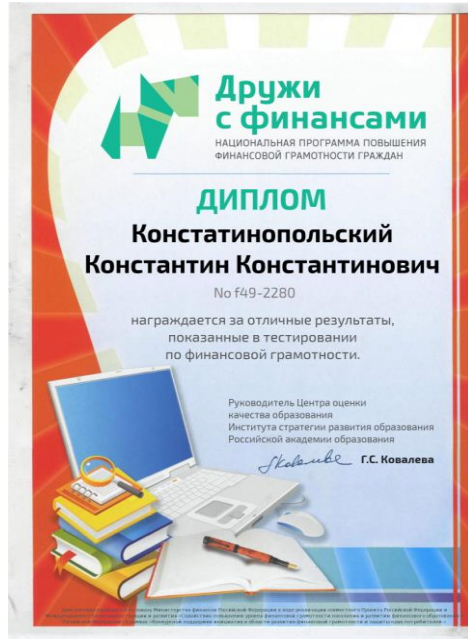 Дружи
с финансами
НАЦИОНАЛЬНАЯ ПРОГРАММА ПОВЫШЕНИЯ
ФИНАНСОВОЙ ГРАМОТНОСТИ ГРАЖДАН
ДИПЛОМ
Констатинопольский
Константин Константинович
No f49-2280
награждается за отличные результаты,
показанные в тестировании
по финансовой грамотности.
Руководитель Центра оценки
качества образования
Института стратегии развития образования
Российской академии образования
Г.С. Ковалева